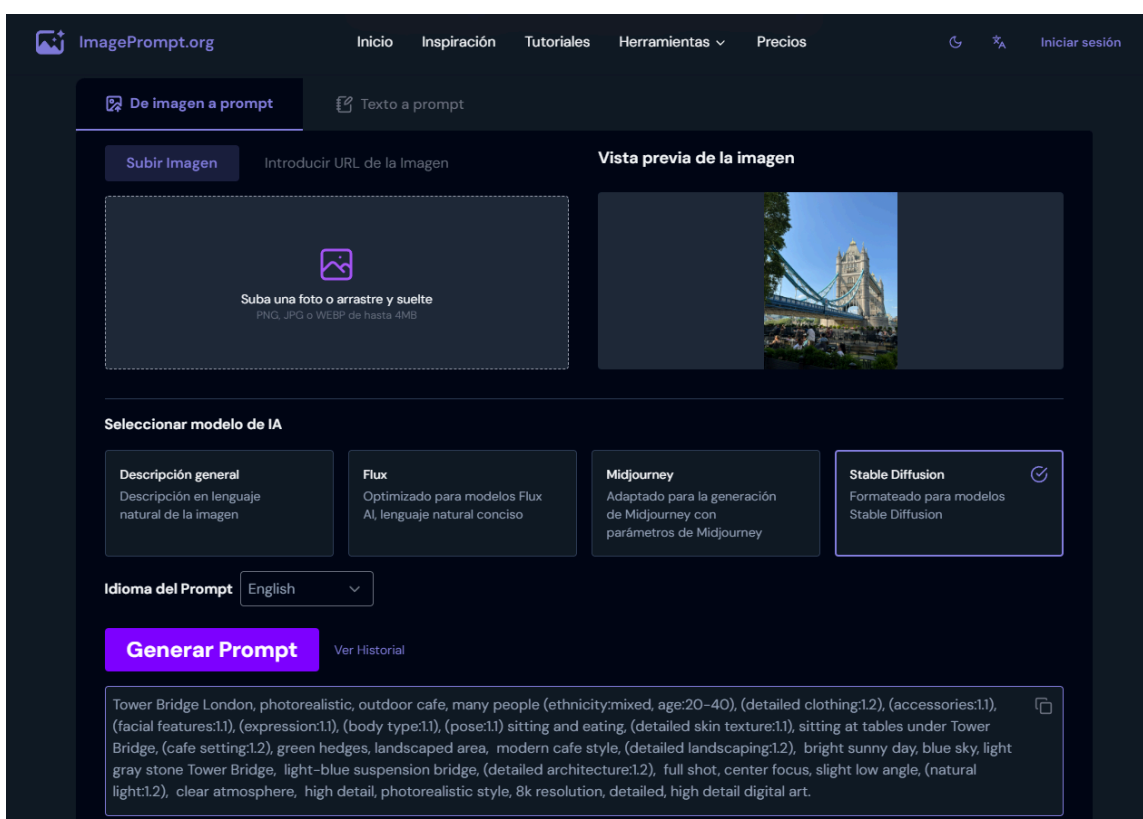 ImagePrompt.org
Inicio Inspiración Tutoriales Herramientas Precios
Iniciar sesión
De imagen a prompt Texto a prompt
Subir Imagen Introducir URL de la Imagen
Vista previa de la imagen
Suba una foto o arrastre y suelte
PNG, JPG o WEBP de hasta 4MB
Seleccionar modelo de IA
Descripción general
Descripción en lenguaje
natural de la imagen
Flux
Optimizado para modelos Flux
AI, lenguaje natural conciso
Midjourney
Adaptado para la generación
de Midjourney con
parámetros de Midjourney
Stable Diffusion
Formateado para modelos
Stable Diffusion
Idioma del Prompt English
Generar Prompt Ver Historial
Tower Bridge London, photorealistic, outdoor cafe, many people (ethnicity:mixed, age:20-40), (detailed clothing:1.2), (accessories:1.1),
(facial features:1.1), (expression:1.1), (body type:1.1), (pose:1.1) sitting and eating, (detailed skin texture:1.1), sitting at tables under Tower
Bridge, (cafe setting:1.2), green hedges, landscaped area, modern cafe style, (detailed landscaping:1.2), bright sunny day, blue sky, light
gray stone Tower Bridge, light-blue suspension bridge, (detailed architecture:1.2), full shot, center focus, slight low angle, (natural
light:1.2), clear atmosphere, high detail, photorealistic style, 8k resolution, detailed, high detail digital art.